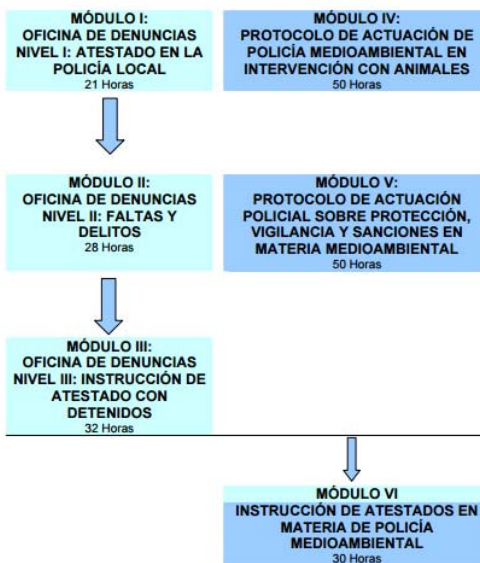 MÓDULO I:
OFICINA DE DENUNCIAS
NIVEL I: ATESTADO EN LA
POLICÍA LOCAL
21 Horas
MÓDULO IV:
PROTOCOLO DE ACTUACIÓN DE
POLICÍA MEDIOAMBIENTAL EN
INTERVENCIÓN CON ANIMALES
50 Horas
MÓDULO II:
OFICINA DE DENUNCIAS
NIVEL II: FALTAS Y
DELITOS
28 Horas
MÓDULO V:
PROTOCOLO DE ACTUACIÓN
POLICIAL SOBRE PROTECCIÓN,
VIGILANCIA Y SANCIONES EN
MATERIA MEDIOAMBIENTAL
50 Horas
MÓDULO III:
OFICINA DE DENUNCIAS
NIVEL III: INSTRUCCIÓN DE
ATESTADO CON
DETENIDOS
32 Horas
MÓDULO VI
INSTRUCCIÓN DE ATESTADOS EN
MATERIA DE POLICÍA
MEDIOAMBIENTAL
30 Horas